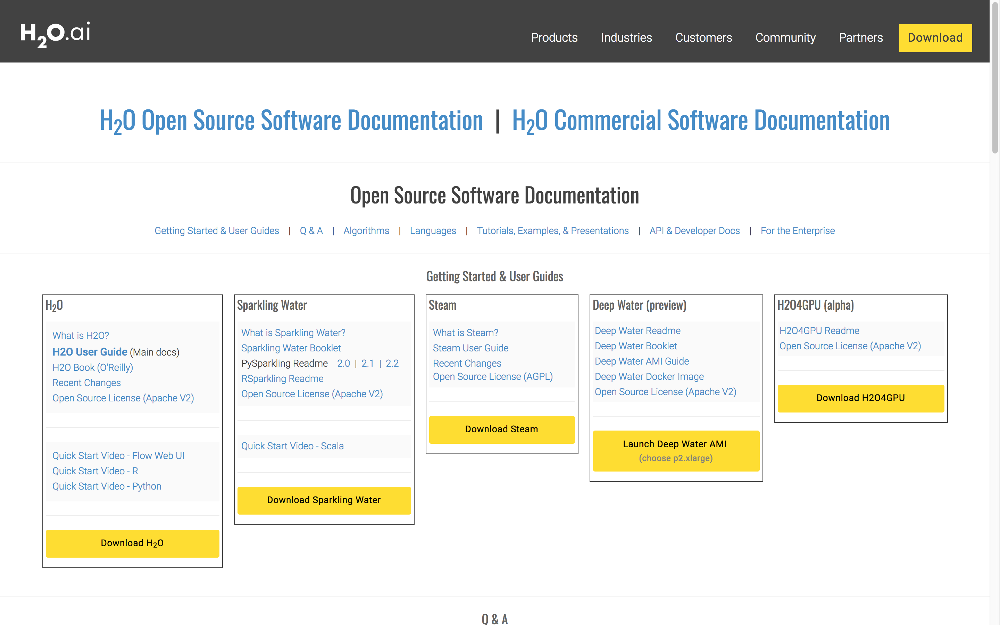 H2O.ai
Products Industries Customers Community Partners Download
H2O Open Source Software Documentation | H2O Commercial Software Documentation
Open Source Software Documentation
Getting Started & User Guides | Q & A | Algorithms | Languages | Tutorials, Examples, & Presentations | API & Developer Docs | For the Enterprise
Getting Started & User Guides
H2O
What is H2O?
H2O User Guide (Main docs)
H2O Book (O'Reilly)
Recent Changes
Open Source License (Apache V2)
Quick Start Video - Flow Web UI
Quick Start Video - R
Quick Start Video - Python
Download H2O
Sparkling Water
What is Sparkling Water?
Sparkling Water Booklet
PySparkling Readme 2.0 | 2.1 | 2.2
RSparkling Readme
Open Source License (Apache V2)
Quick Start Video - Scala
Download Sparkling Water
Steam
What is Steam?
Steam User Guide
Recent Changes
Open Source License (AGPL)
Download Steam
Deep Water (preview)
Deep Water Readme
Deep Water Booklet
Deep Water AMI Guide
Deep Water Docker Image
Open Source License (Apache V2)
Launch Deep Water AMI
(choose p2.xlarge)
H2O4GPU (alpha)
H2O4GPU Readme
Open Source License (Apache V2)
Download H2O4GPU
Q & A